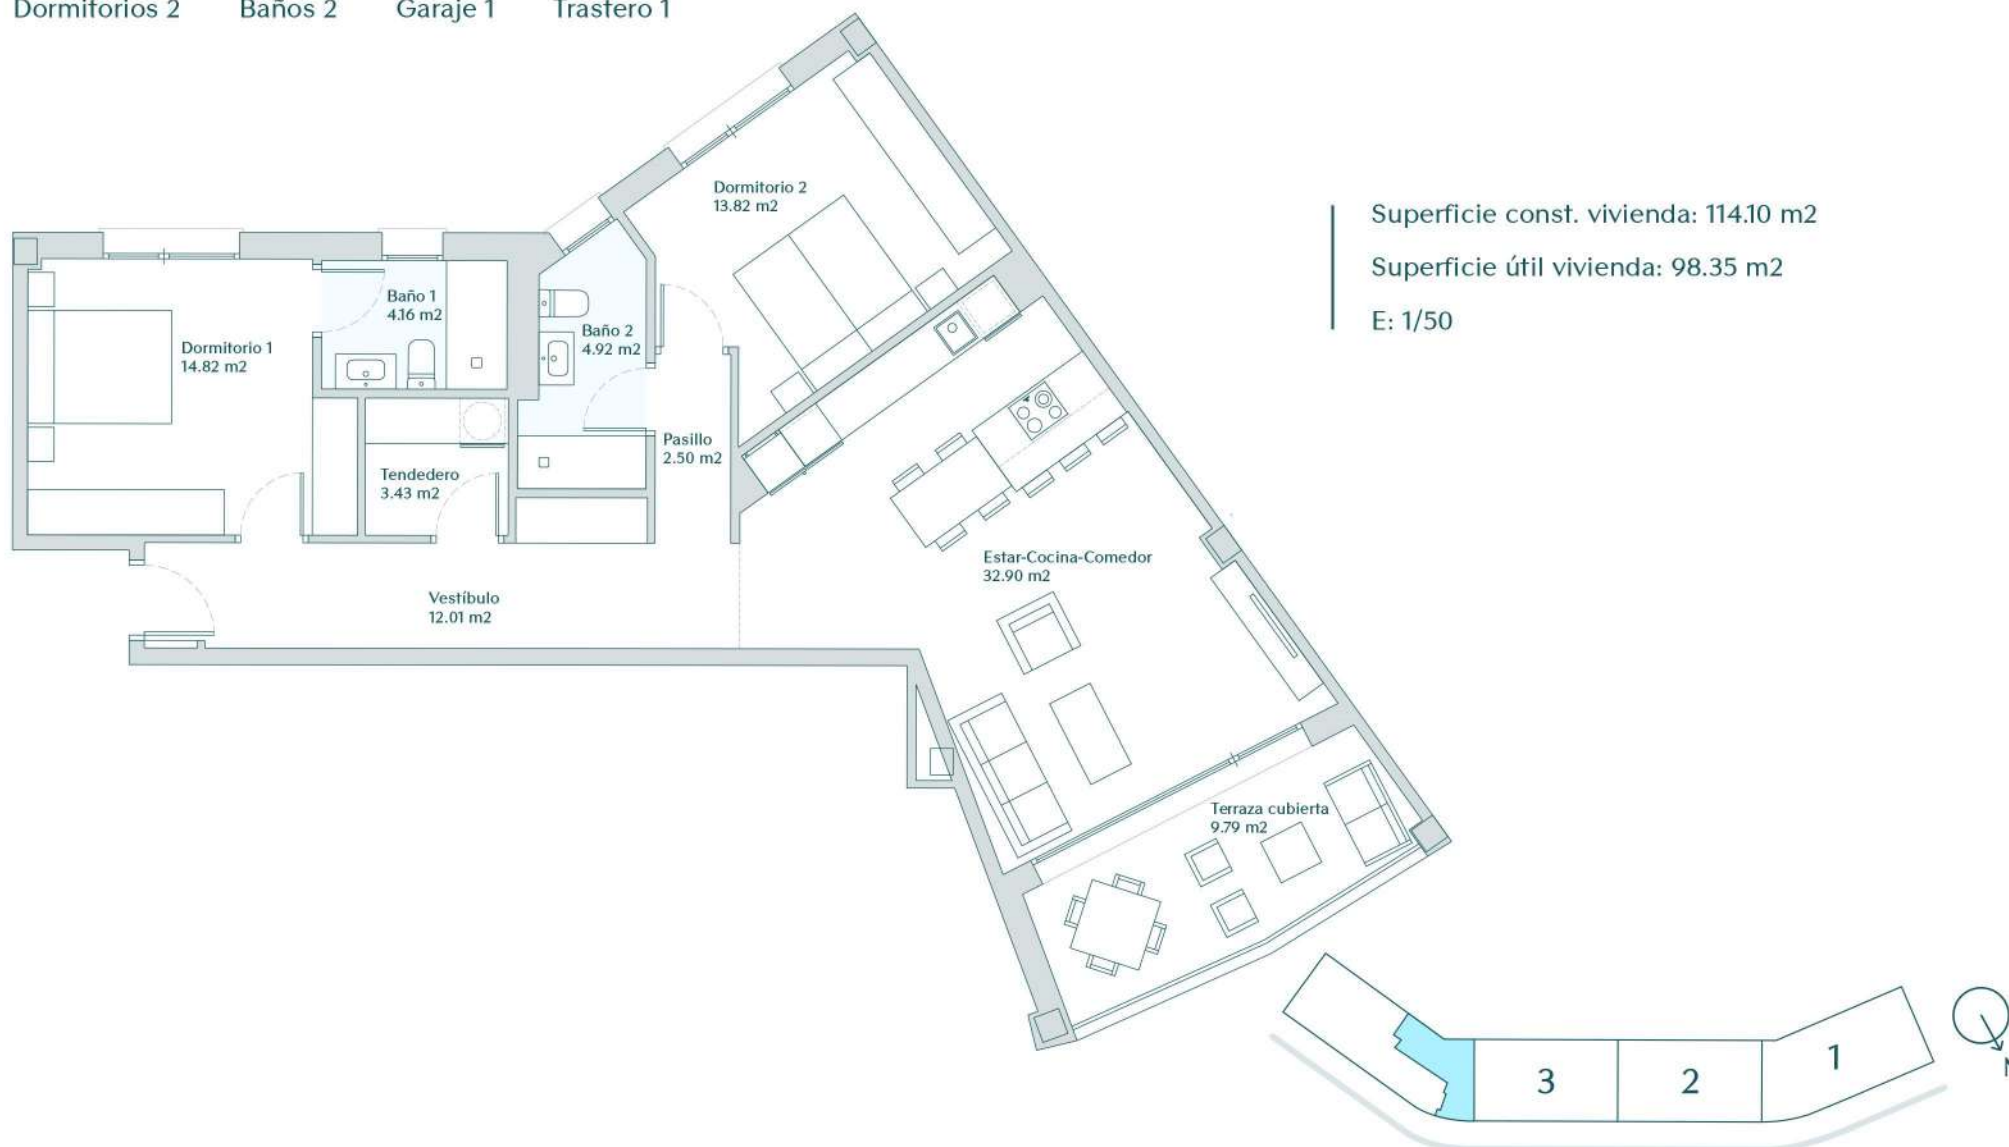 Dormitorios 2 Baños 2 Garaje 1 Trastero 1
Dormitorio 2
13.82 m2
Superficie const. vivienda: 114.10 m2
Superficie útil vivienda: 98.35 m2
E: 1/50
Baño 1
4.16 m2
Baño 2
4.92 m2
Dormitorio 1
14.82 m2
Pasillo
2.50 m2
Tendedero
3.43 m2
Estar-Cocina-Comedor
32.90 m2
Vestíbulo
12.01 m2
Terraza cubierta
9.79 m2
3
2
1
N